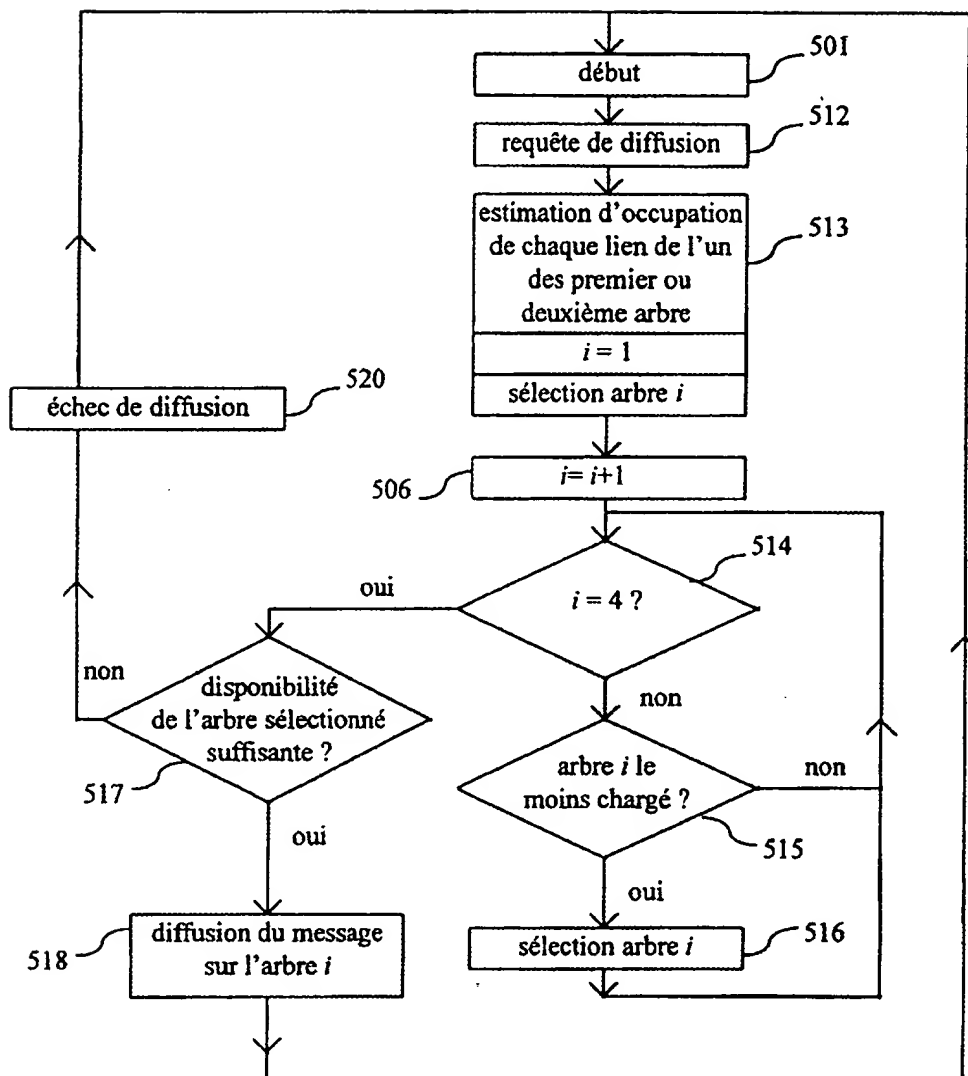 501
début
512
requête de diffusion
estimation d'occupation
de chaque lien de l'un
des premier ou
deuxième arbre
513
i = 1
sélection arbre i
520
échec de diffusion
506
i= i+1
514
i = 4 ?
oui
non
non
disponibilité
de l'arbre sélectionné
suffisante ?
517
arbre i le
moins chargé ?
non
515
oui
oui
518
diffusion du message
sur l'arbre i
sélection arbre i
516